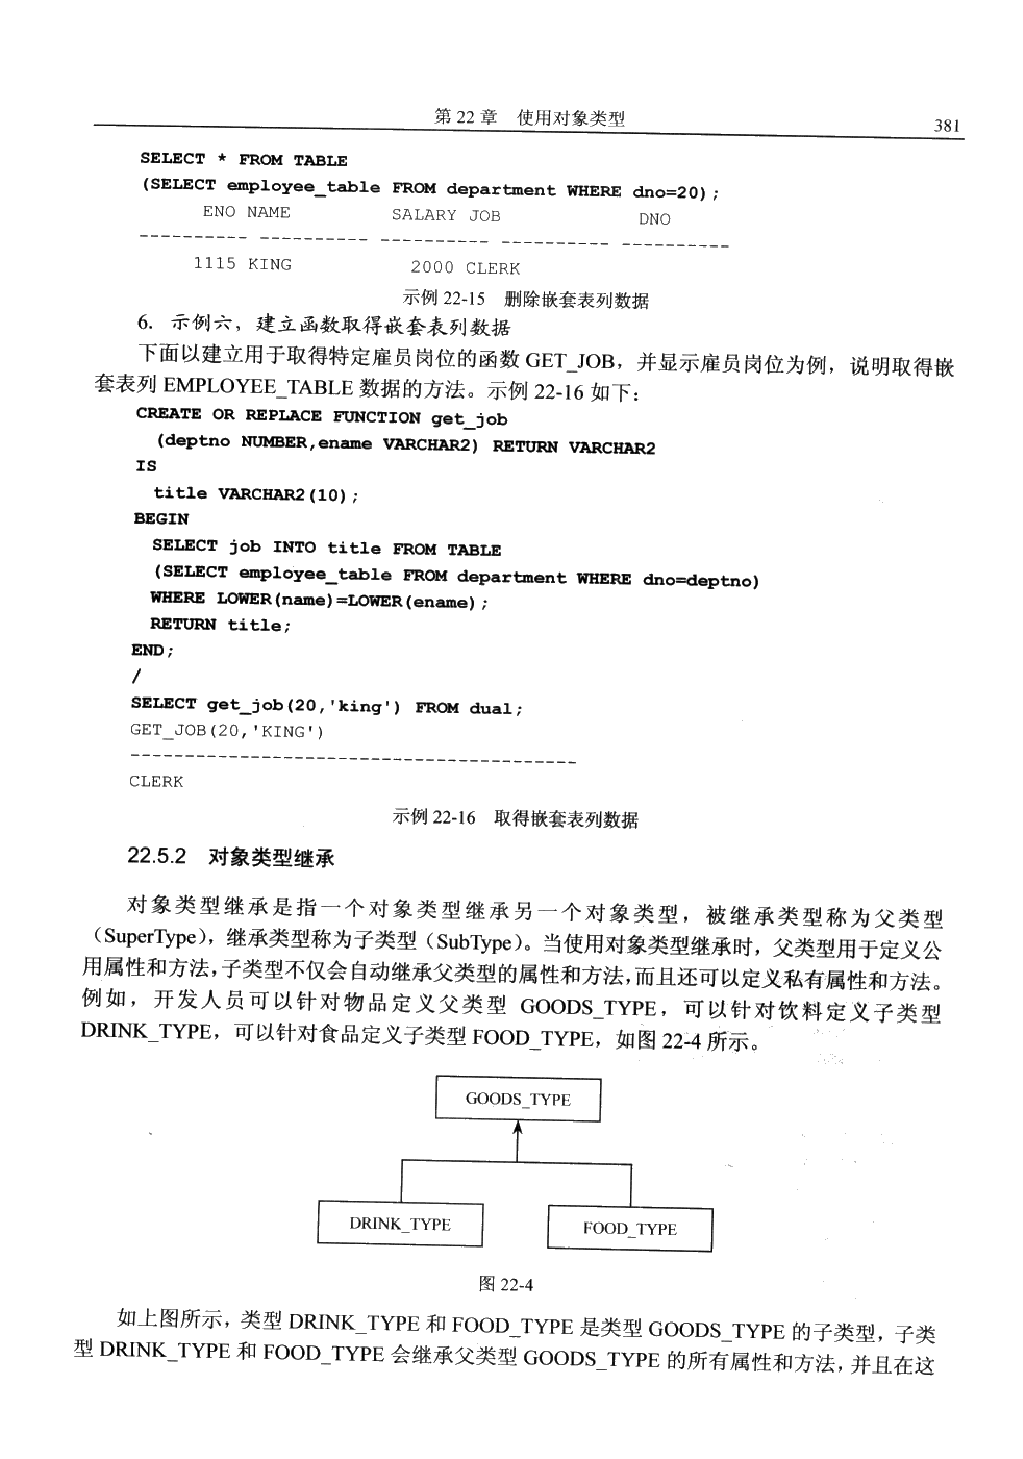 第 22 章　使用对象类型
381
SELECT * FROM TABLE
(SELECT employee_table FROM department WHERE dno=20);
ENO NAME SALARY JOB DNO
---------- ---------- ---------- ---------- ----------
1115 KING 2000 CLERK
示例 22-15　删除嵌套表列数据
6. 示例六，建立函数取得嵌套表列数据
下面以建立用于取得特定雇员岗位的函数 GET_JOB，并显示雇员岗位为例，说明取得嵌
套表列 EMPLOYEE_TABLE 数据的方法。示例 22-16 如下：
CREATE OR REPLACE FUNCTION get_job
(deptno NUMBER,ename VARCHAR2) RETURN VARCHAR2
IS
title VARCHAR2(10);
BEGIN
SELECT job INTO title FROM TABLE
(SELECT employee_table FROM department WHERE dno=deptno)
WHERE LOWER(name)=LOWER(ename);
RETURN title;
END;
/
SELECT get_job(20,'king') FROM dual;
GET_JOB(20,'KING')
-----------------------------------------
CLERK
示例 22-16　取得嵌套表列数据
22.5.2　对象类型继承
对象类型继承是指一个对象类型继承另一个对象类型，被继承类型称为父类型
（SuperType），继承类型称为子类型（SubType）。当使用对象类型继承时，父类型用于定义公
用属性和方法，子类型不仅会自动继承父类型的属性和方法，而且还可以定义私有属性和方法。
例如，开发人员可以针对物品定义父类型 GOODS_TYPE，可以针对饮料定义子类型
DRINK_TYPE，可以针对食品定义子类型 FOOD_TYPE，如图 22-4 所示。
GOODS_TYPE
DRINK_TYPE
FOOD_TYPE
图 22-4
如上图所示，类型 DRINK_TYPE 和 FOOD_TYPE 是类型 GOODS_TYPE 的子类型，子类
型 DRINK_TYPE 和 FOOD_TYPE 会继承父类型 GOODS_TYPE 的所有属性和方法，并且在这